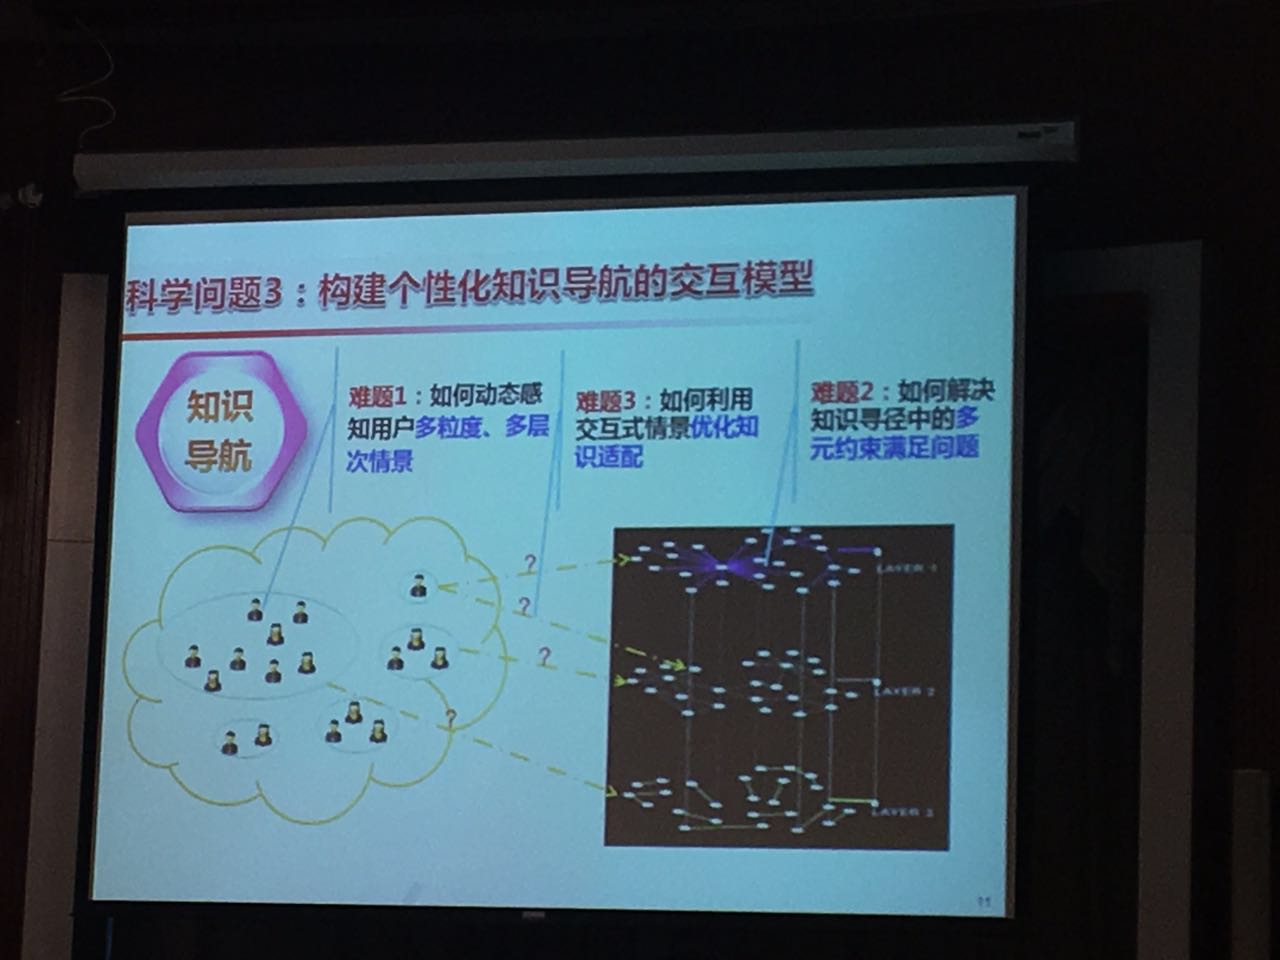 科学问题3：构建个性化知识导航的交互模型
知识
导航
难题1：如何动态感
知用户多粒度、多层
次情景
难题3：如何利用
交互式情景优化知
识适配
难题2：如何解决
知识寻径中的多
元约束满足问题
?
?
?
?
LAYER 1
LAYER 2
LAYER 3